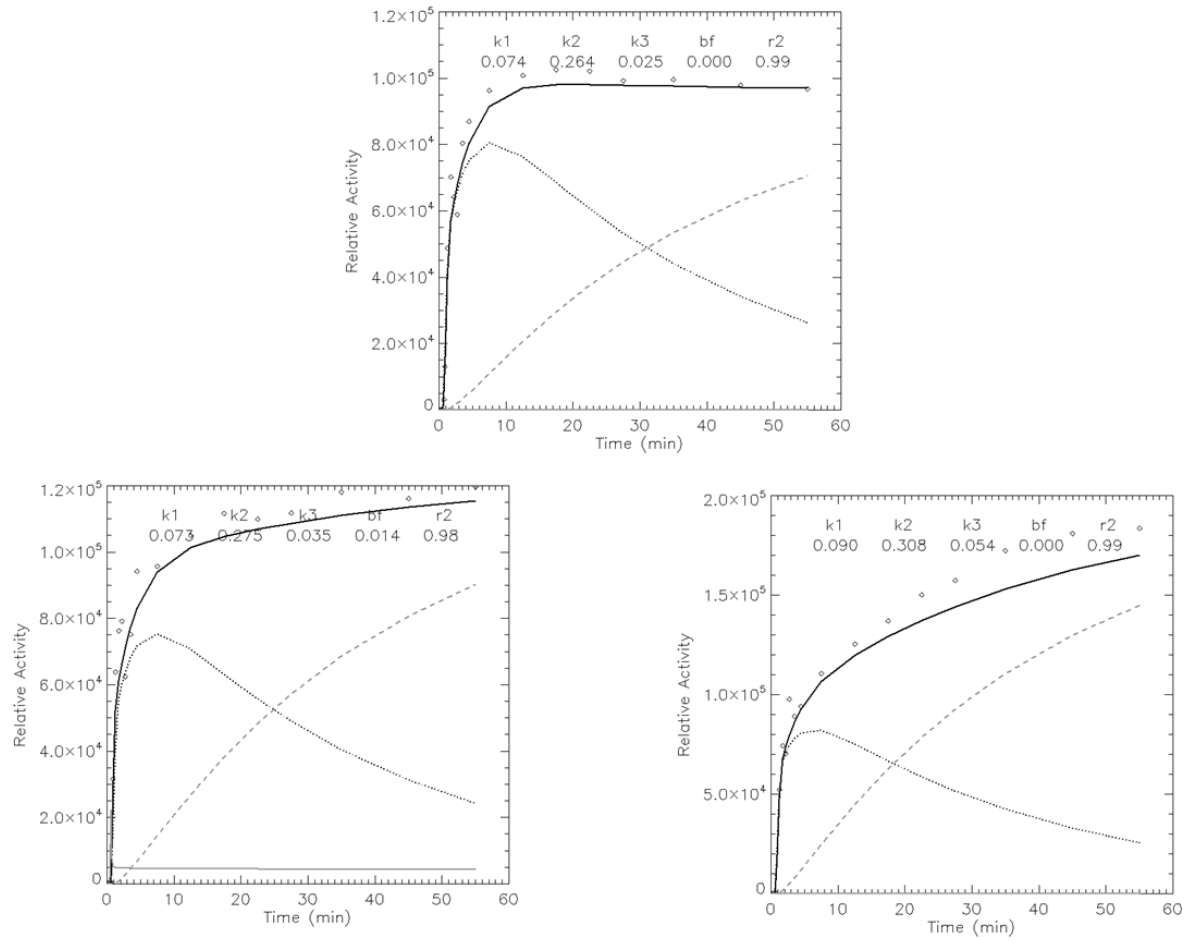 1.2×10⁵
k1 k2 k3 bf r2
0.074 0.264 0.025 0.000 0.99
1.0×10⁵
8.0×10⁴
6.0×10⁴
4.0×10⁴
2.0×10⁴
0
Relative Activity
0 10 20 30 40 50 60
Time (min)
1.2×10⁵
k1 k2 k3 bf r2
0.073 0.275 0.035 0.014 0.98
1.0×10⁵
8.0×10⁴
6.0×10⁴
4.0×10⁴
2.0×10⁴
0
Relative Activity
0 10 20 30 40 50 60
Time (min)
2.0×10⁵
k1 k2 k3 bf r2
0.090 0.308 0.054 0.000 0.99
1.5×10⁵
1.0×10⁵
5.0×10⁴
0
Relative Activity
0 10 20 30 40 50 60
Time (min)